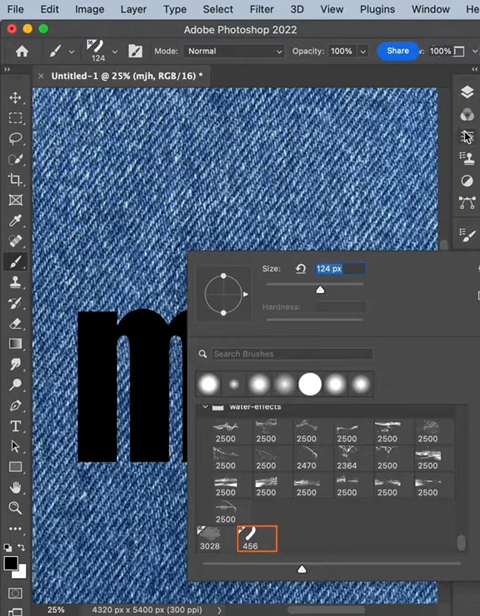 File Edit Image Layer Type Select Filter 3D View Plugins Window He
Adobe Photoshop 2022
124 Mode: Normal Opacity: 100% Share 100%
× Untitled-1 @ 25% (mjh, RGB/16) *
Size: 124 px
Hardness:
Search Brushes
water-effects
2500 2500 2500 2500 2500 2500
2500 2500 2470 2364 2500 2500
2500 2500 2500 2500 2500 2500
2500
3028 456
m
25% 4320 px x 5400 px (300 ppi)